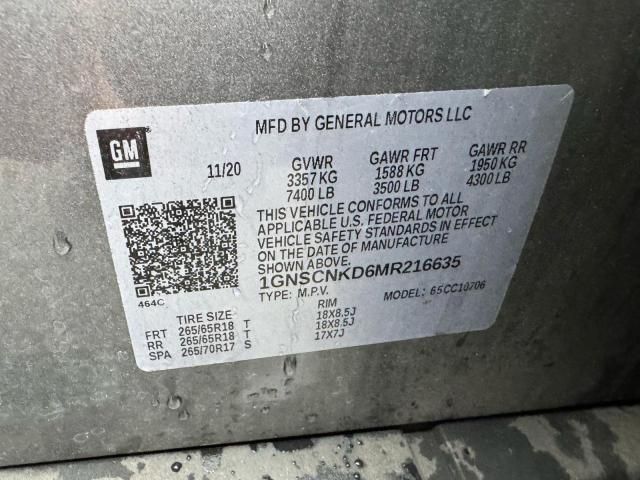 MFD BY GENERAL MOTORS LLC
GM
11/20 GVWR GAWR FRT GAWR RR
3357 KG 1588 KG 1950 KG
7400 LB 3500 LB 4300 LB
THIS VEHICLE CONFORMS TO ALL
APPLICABLE U.S. FEDERAL MOTOR
VEHICLE SAFETY STANDARDS IN EFFECT
ON THE DATE OF MANUFACTURE
SHOWN ABOVE.
1GNSCNKD6MR216635
TYPE: M.P.V. MODEL: 65CC10706
464C
TIRE SIZE RIM
FRT 265/65R18 T 18X8.5J
RR 265/65R18 T 18X8.5J
SPA 265/70R17 S 17X7J